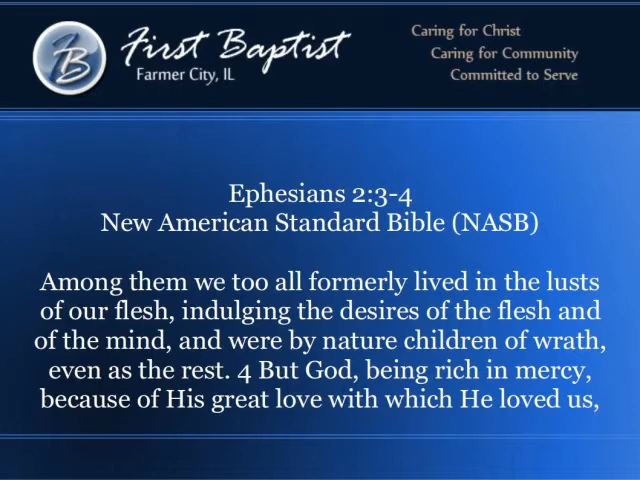 FB
First Baptist
Farmer City, IL
Caring for Christ
Caring for Community
Committed to Serve
Ephesians 2:3-4
New American Standard Bible (NASB)
Among them we too all formerly lived in the lusts
of our flesh, indulging the desires of the flesh and
of the mind, and were by nature children of wrath,
even as the rest. 4 But God, being rich in mercy,
because of His great love with which He loved us,